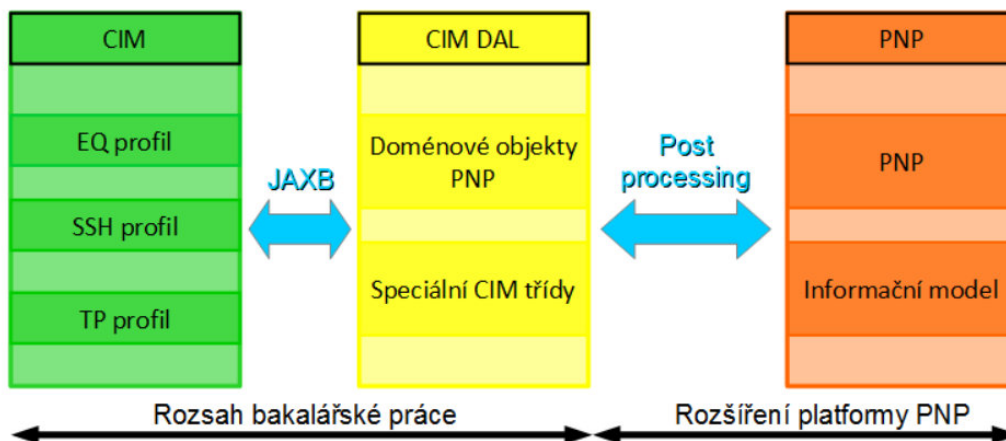 CIM
EQ profil
SSH profil
TP profil
JAXB
CIM DAL
Doménové objekty
PNP
Speciální CIM třídy
Post
processing
PNP
PNP
Informační model
Rozsah bakalářské práce
Rozšíření platformy PNP